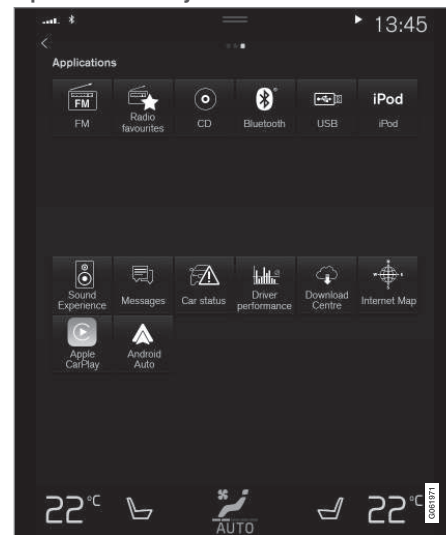 13:45
Applications
FM
FM
Radio
favourites
CD
Bluetooth
USB
iPod
iPod
Sound
Experience
Messages
Car status
Driver
performance
Download
Centre
Internet Map
Apple
CarPlay
Android
Auto
22°C
AUTO
22°C
G061971